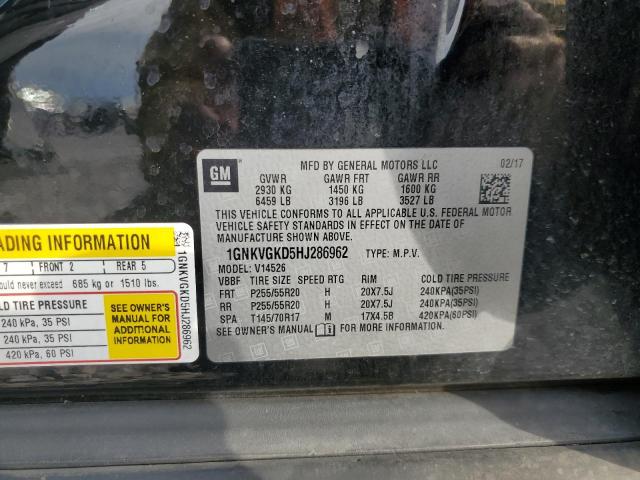 GM
MFD BY GENERAL MOTORS LLC 02/17
GVWR GAWR FRT GAWR RR
2930 KG 1450 KG 1600 KG
6459 LB 3196 LB 3527 LB
THIS VEHICLE CONFORMS TO ALL APPLICABLE U.S. FEDERAL MOTOR
VEHICLE SAFETY STANDARDS IN EFFECT ON THE DATE OF
MANUFACTURE SHOWN ABOVE.
1GNKVGKD5HJ286962 TYPE: M.P.V.
MODEL: V14526
VBBF TIRE SIZE SPEED RTG RIM COLD TIRE PRESSURE
FRT P255/55R20 H 20X7.5J 240KPA(35PSI)
RR P255/55R20 H 20X7.5J 240KPA(35PSI)
SPA T145/70R17 M 17X4.5B 420KPA(60PSI)
SEE OWNER'S MANUAL FOR MORE INFORMATION.
ADING INFORMATION
7 FRONT 2 REAR 5
ould never exceed 685 kg or 1510 lbs.
LD TIRE PRESSURE
240 kPa, 35 PSI
240 kPa, 35 PSI
420 kPa, 60 PSI
SEE OWNER'S
MANUAL FOR
ADDITIONAL
INFORMATION
1GNKVGKD5HJ286962